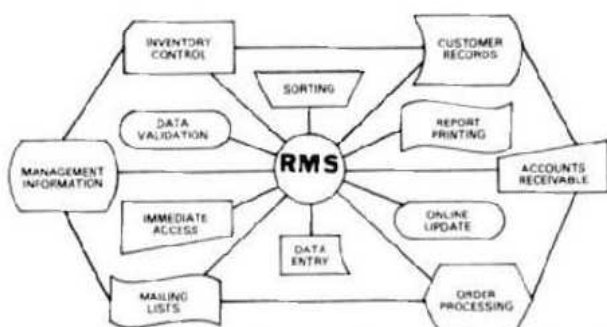 INVENTORY
CONTROL
CUSTOMER
RECORDS
SORTING
DATA
VALIDATION
REPORT
PRINTING
RMS
MANAGEMENT
INFORMATION
ACCOUNTS
RECEIVABLE
IMMEDIATE
ACCESS
ONLINE
UPDATE
DATA
ENTRY
MAILING
LISTS
ORDER
PROCESSING